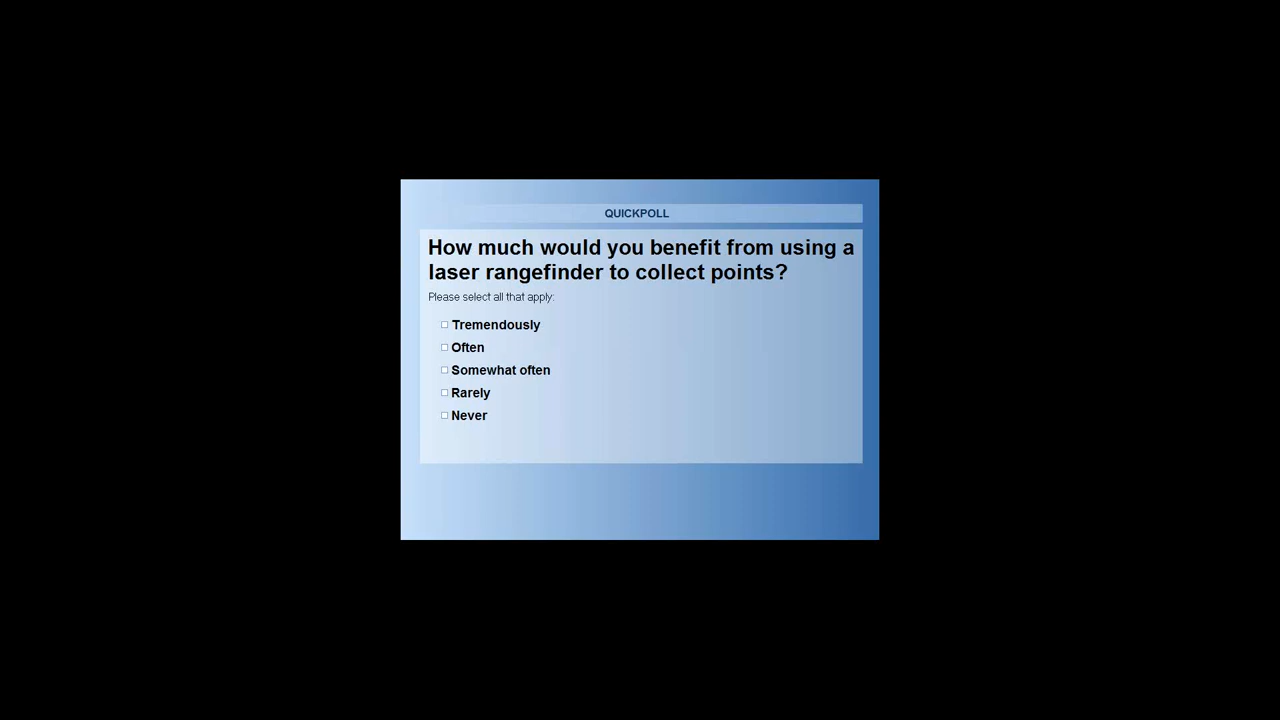 QUICKPOLL
How much would you benefit from using a
laser rangefinder to collect points?
Please select all that apply:
Tremendously
Often
Somewhat often
Rarely
Never